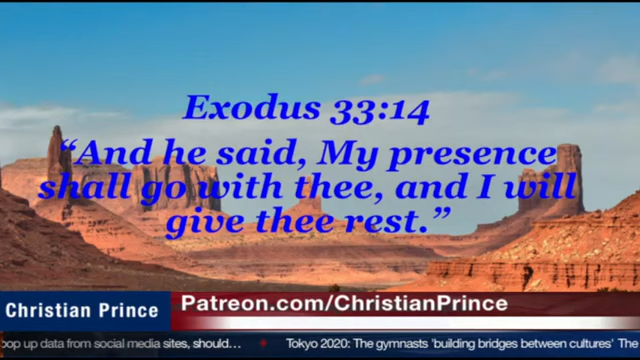 Exodus 33:14
“And he said, My presence
shall go with thee, and I will
give thee rest.”
Christian Prince
Patreon.com/ChristianPrince
pop up data from social media sites, should... Tokyo 2020: The gymnasts 'building bridges between cultures' The